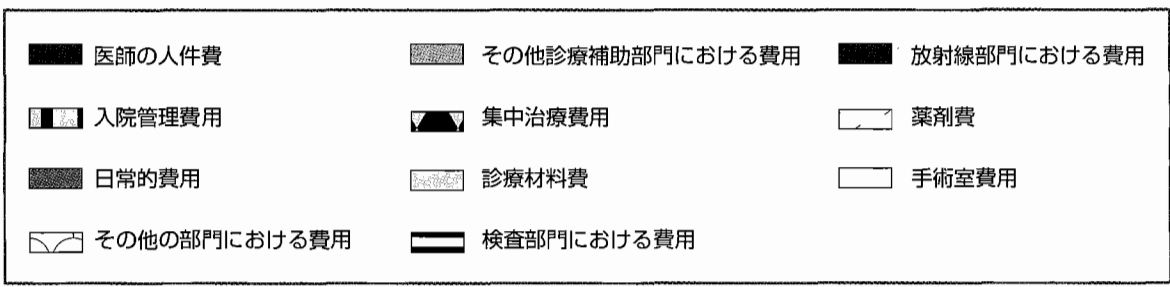 医師の人件費 その他診療補助部門における費用 放射線部門における費用
入院管理費用 集中治療費用 薬剤費
日常的費用 診療材料費 手術室費用
その他の部門における費用 検査部門における費用